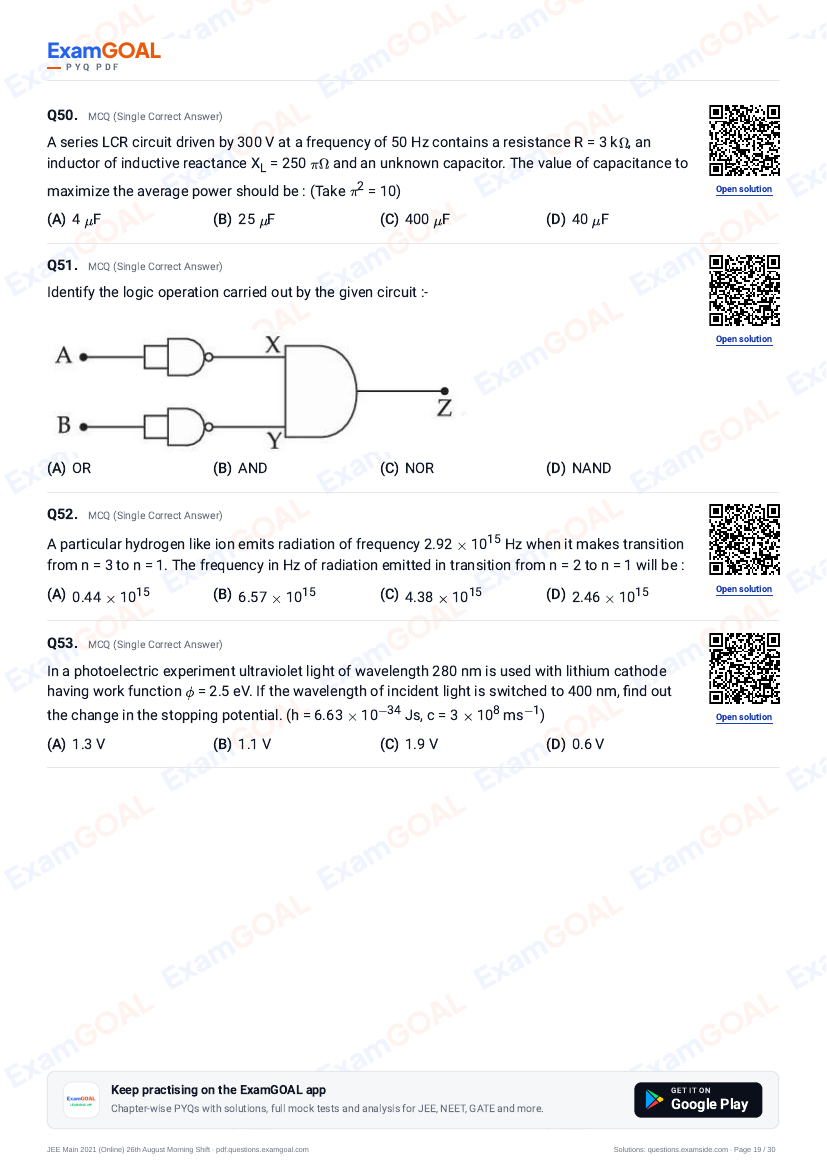 ExamGOAL
PYQ PDF
Q50. MCQ (Single Correct Answer)
A series LCR circuit driven by 300 V at a frequency of 50 Hz contains a resistance R = 3 kΩ, an
inductor of inductive reactance X_L = 250 πΩ and an unknown capacitor. The value of capacitance to
maximize the average power should be : (Take π² = 10)
(A) 4 μF (B) 25 μF (C) 400 μF (D) 40 μF
Open solution
Q51. MCQ (Single Correct Answer)
Identify the logic operation carried out by the given circuit :-
Open solution
A
X
B
Y
Z
(A) OR (B) AND (C) NOR (D) NAND
Q52. MCQ (Single Correct Answer)
A particular hydrogen like ion emits radiation of frequency 2.92 × 10¹⁵ Hz when it makes transition
from n = 3 to n = 1. The frequency in Hz of radiation emitted in transition from n = 2 to n = 1 will be :
(A) 0.44 × 10¹⁵ (B) 6.57 × 10¹⁵ (C) 4.38 × 10¹⁵ (D) 2.46 × 10¹⁵
Open solution
Q53. MCQ (Single Correct Answer)
In a photoelectric experiment ultraviolet light of wavelength 280 nm is used with lithium cathode
having work function ϕ = 2.5 eV. If the wavelength of incident light is switched to 400 nm, find out
the change in the stopping potential. (h = 6.63 × 10⁻³⁴ Js, c = 3 × 10⁸ ms⁻¹)
(A) 1.3 V (B) 1.1 V (C) 1.9 V (D) 0.6 V
Open solution
Keep practising on the ExamGOAL app
Chapter-wise PYQs with solutions, full mock tests and analysis for JEE, NEET, GATE and more.
GET IT ON
Google Play
JEE Main 2021 (Online) 26th August Morning Shift · pdf.questions.examgoal.com
Solutions: questions.examside.com · Page 19 / 30